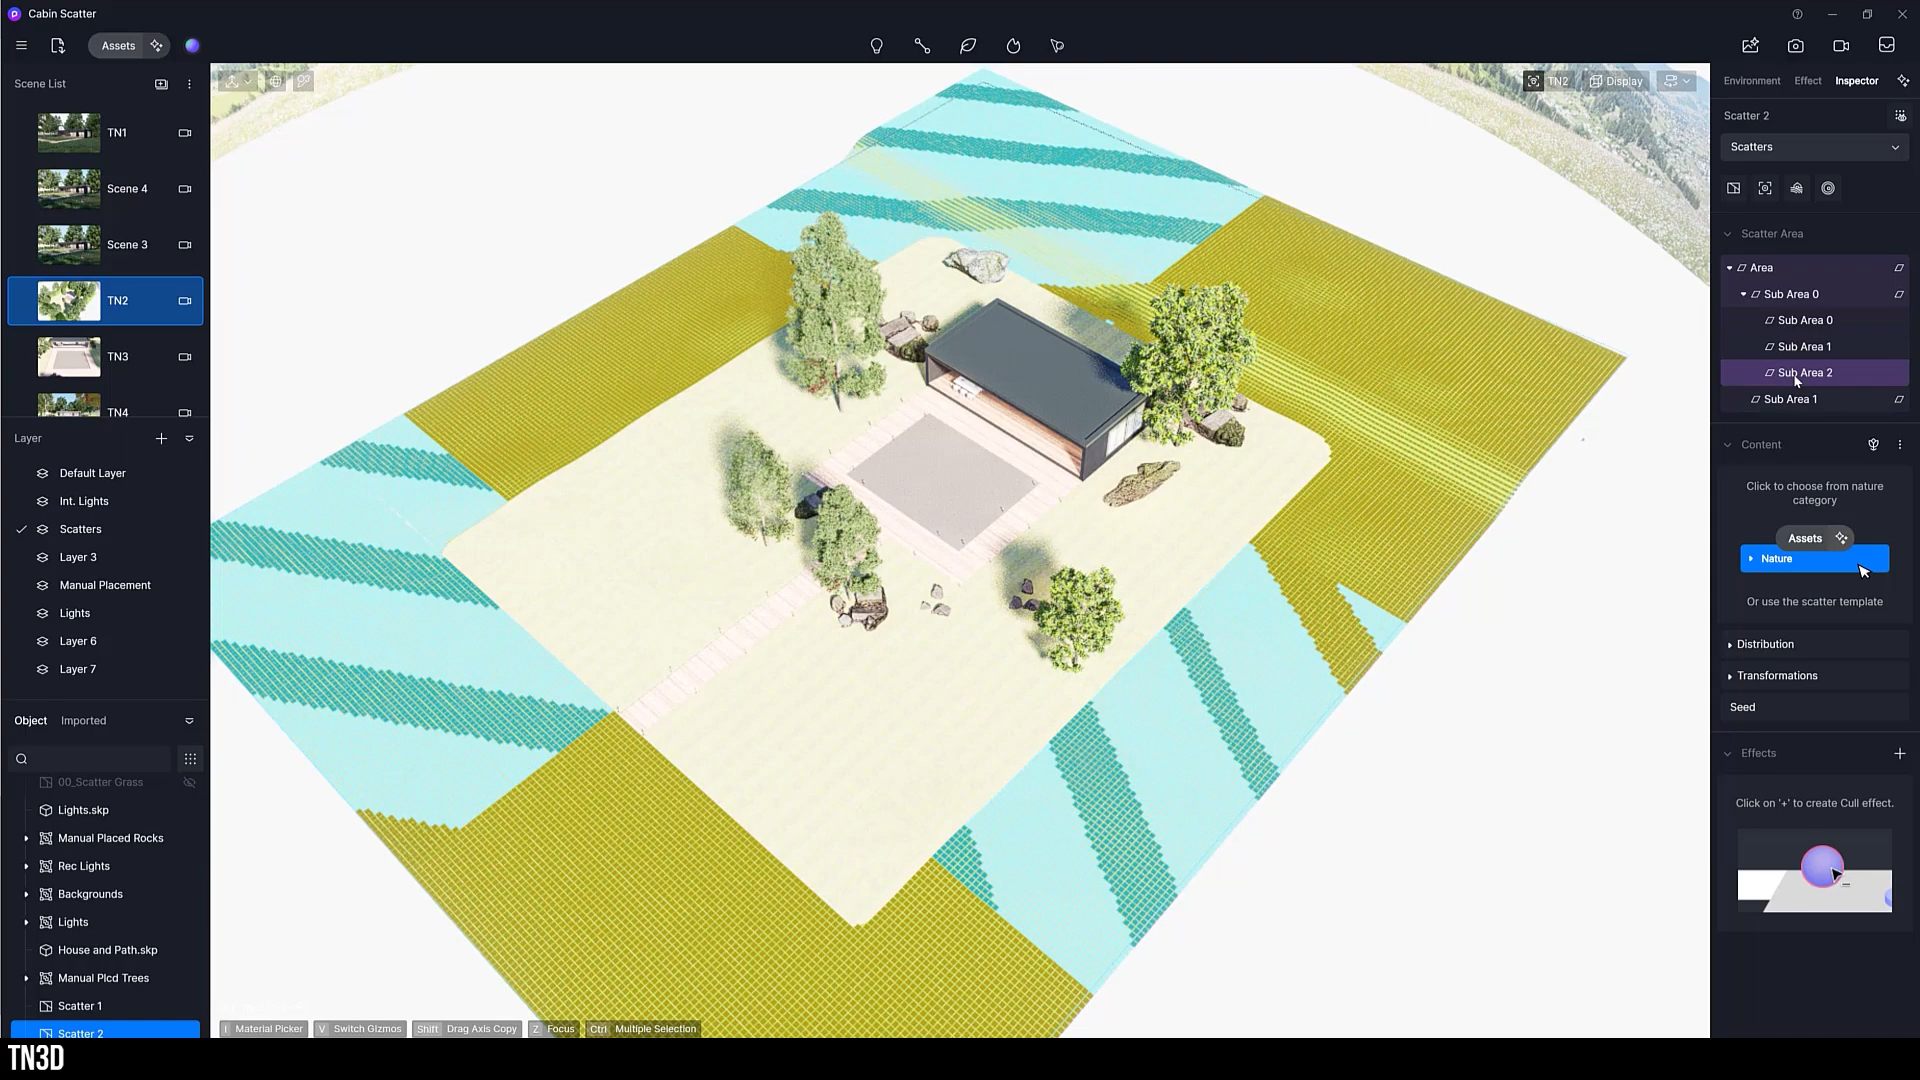 Cabin Scatter
Assets
Scene List
TN1
Scene 4
Scene 3
TN2
TN3
TN4
Layer
Default Layer
Int. Lights
Scatters
Layer 3
Manual Placement
Lights
Layer 6
Layer 7
Object Imported
00_Scatter Grass
Lights.skp
Manual Placed Rocks
Rec Lights
Backgrounds
Lights
House and Path.skp
Manual Plcd Trees
Scatter 1
Scatter 2
TN3D
TN2 Display
I Material Picker V Switch Gizmos Shift Drag Axis Copy Z Focus Ctrl Multiple Selection
Environment Effect Inspector
Scatter 2
Scatters
Scatter Area
Area
Sub Area 0
Sub Area 0
Sub Area 1
Sub Area 2
Sub Area 1
Content
Click to choose from nature
category
Assets
Nature
Or use the scatter template
Distribution
Transformations
Seed
Effects
Click on '+' to create Cull effect.